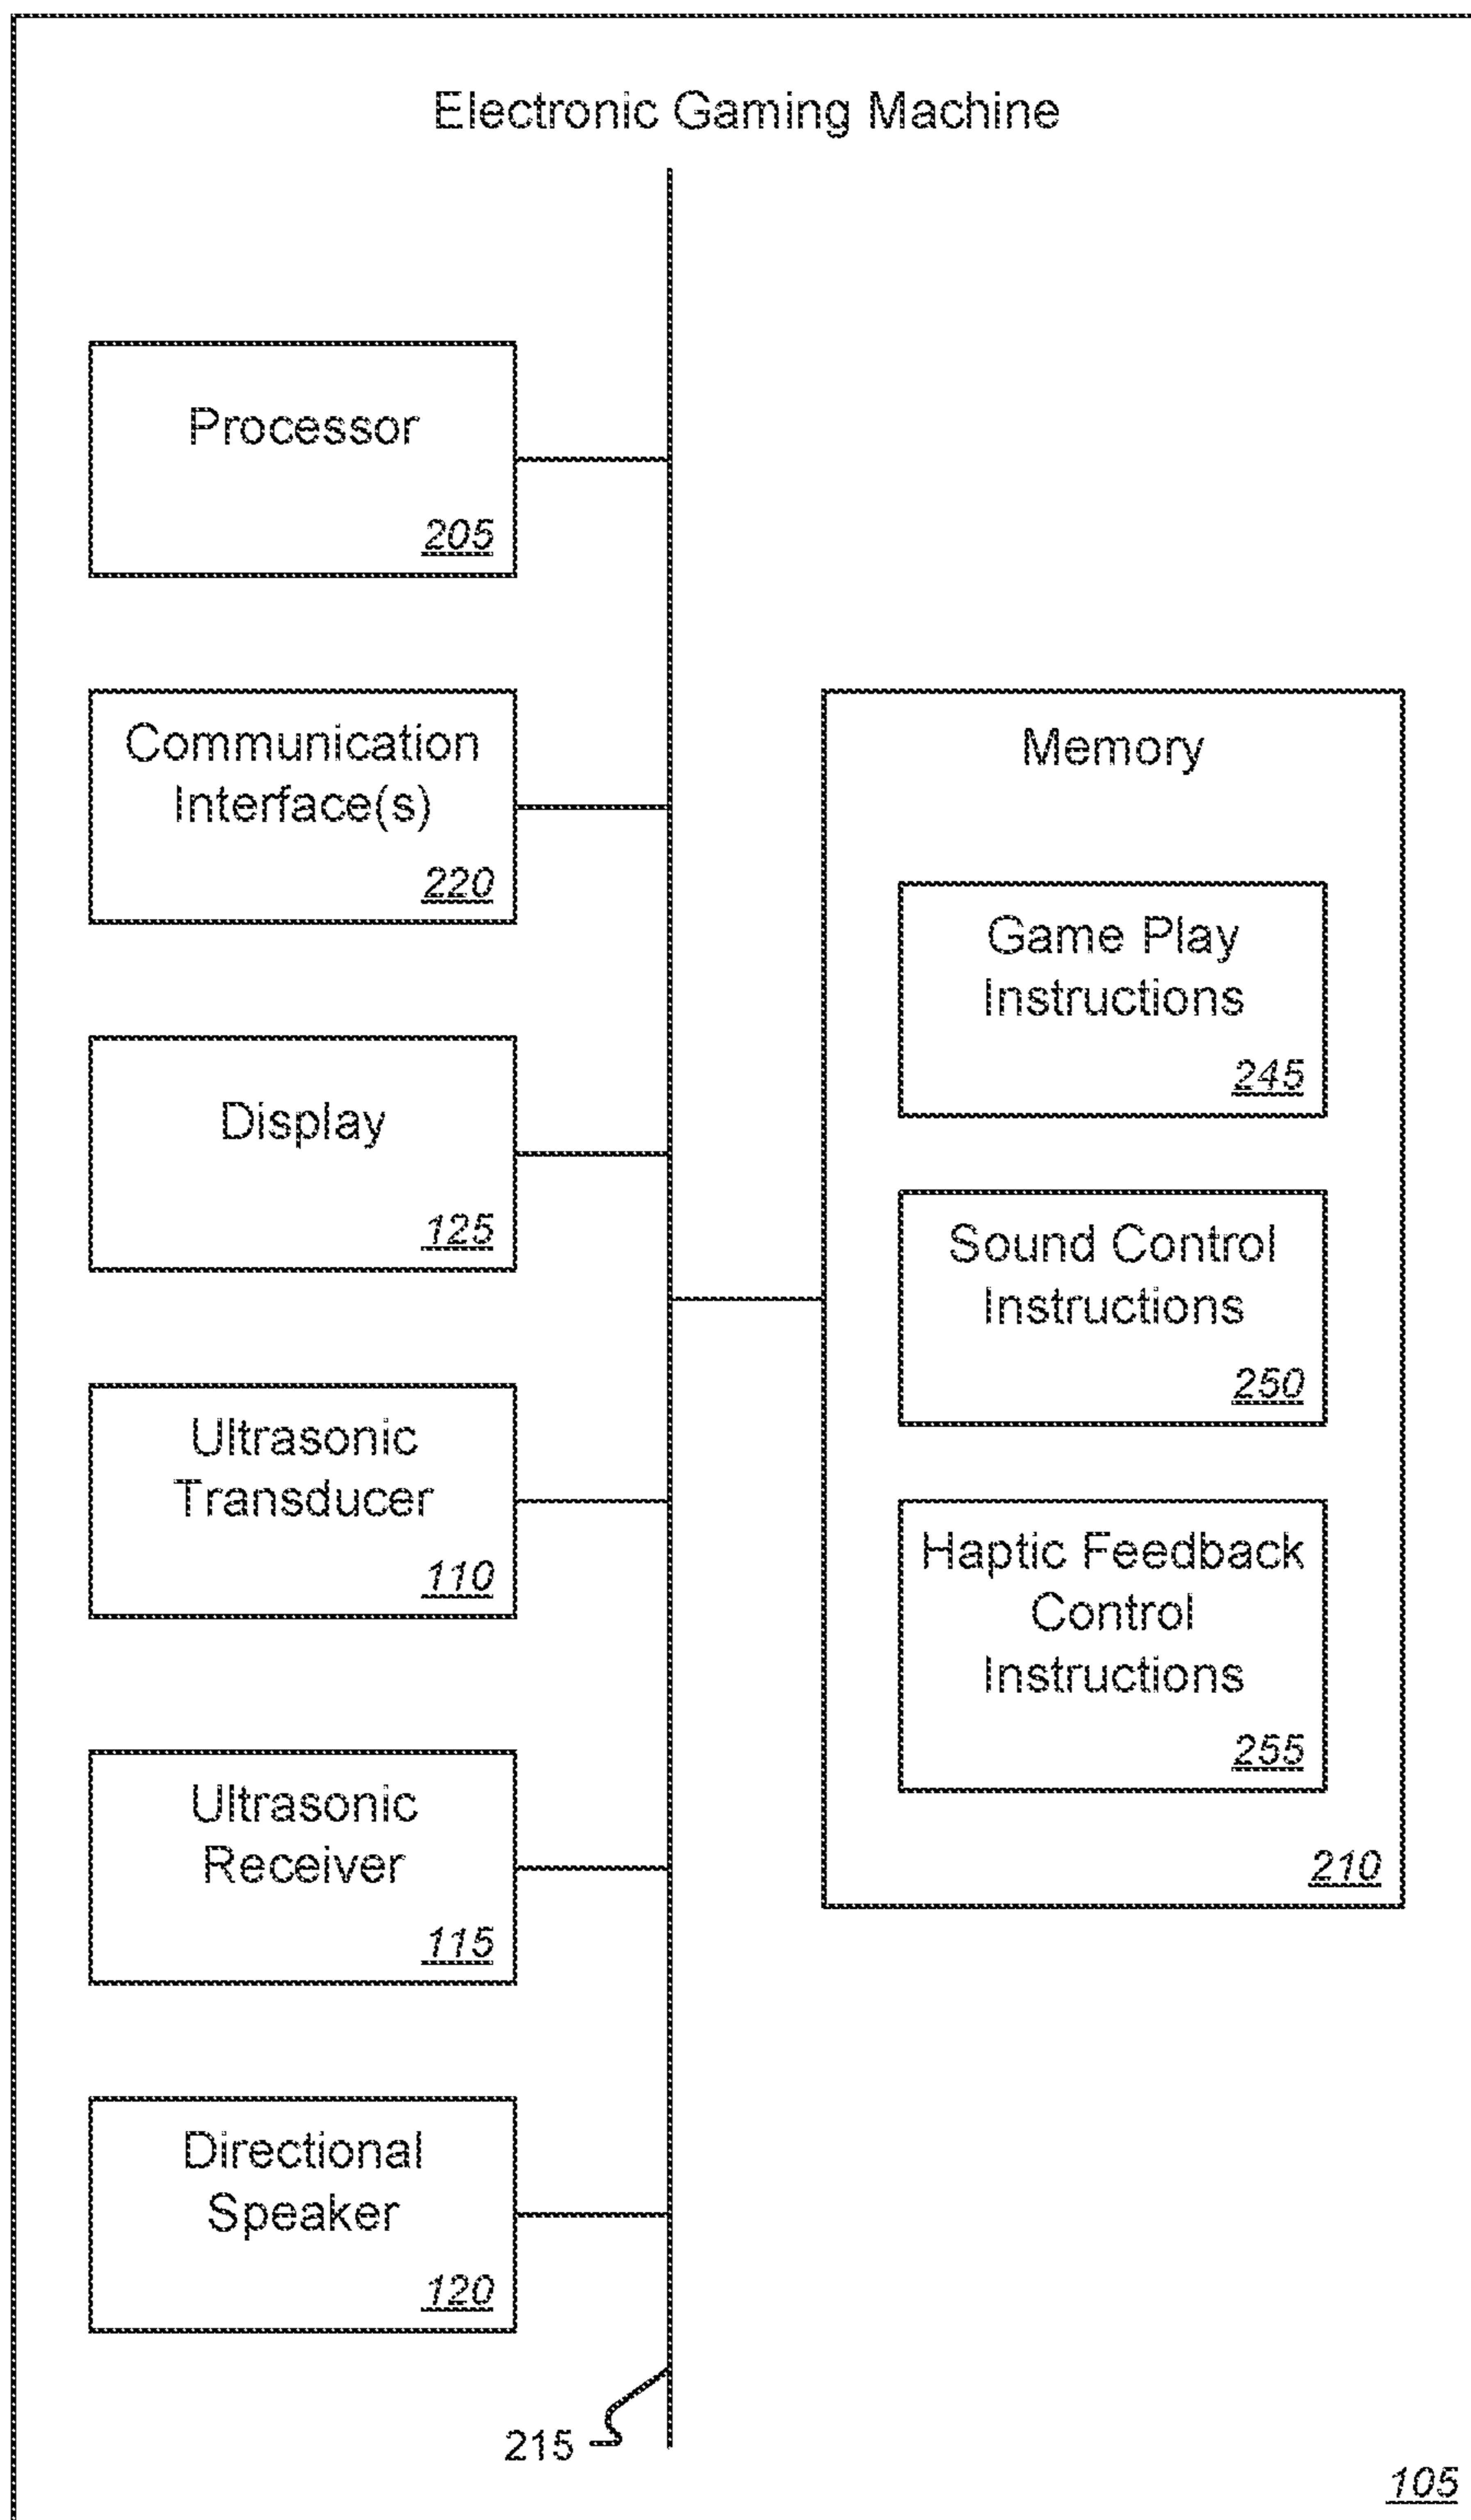 Electronic Gaming Machine
Processor
205
Communication
Interface(s)
220
Display
125
Ultrasonic
Transducer
110
Ultrasonic
Receiver
115
Directional
Speaker
120
215
Memory
Game Play
Instructions
245
Sound Control
Instructions
250
Haptic Feedback
Control
Instructions
255
210
105